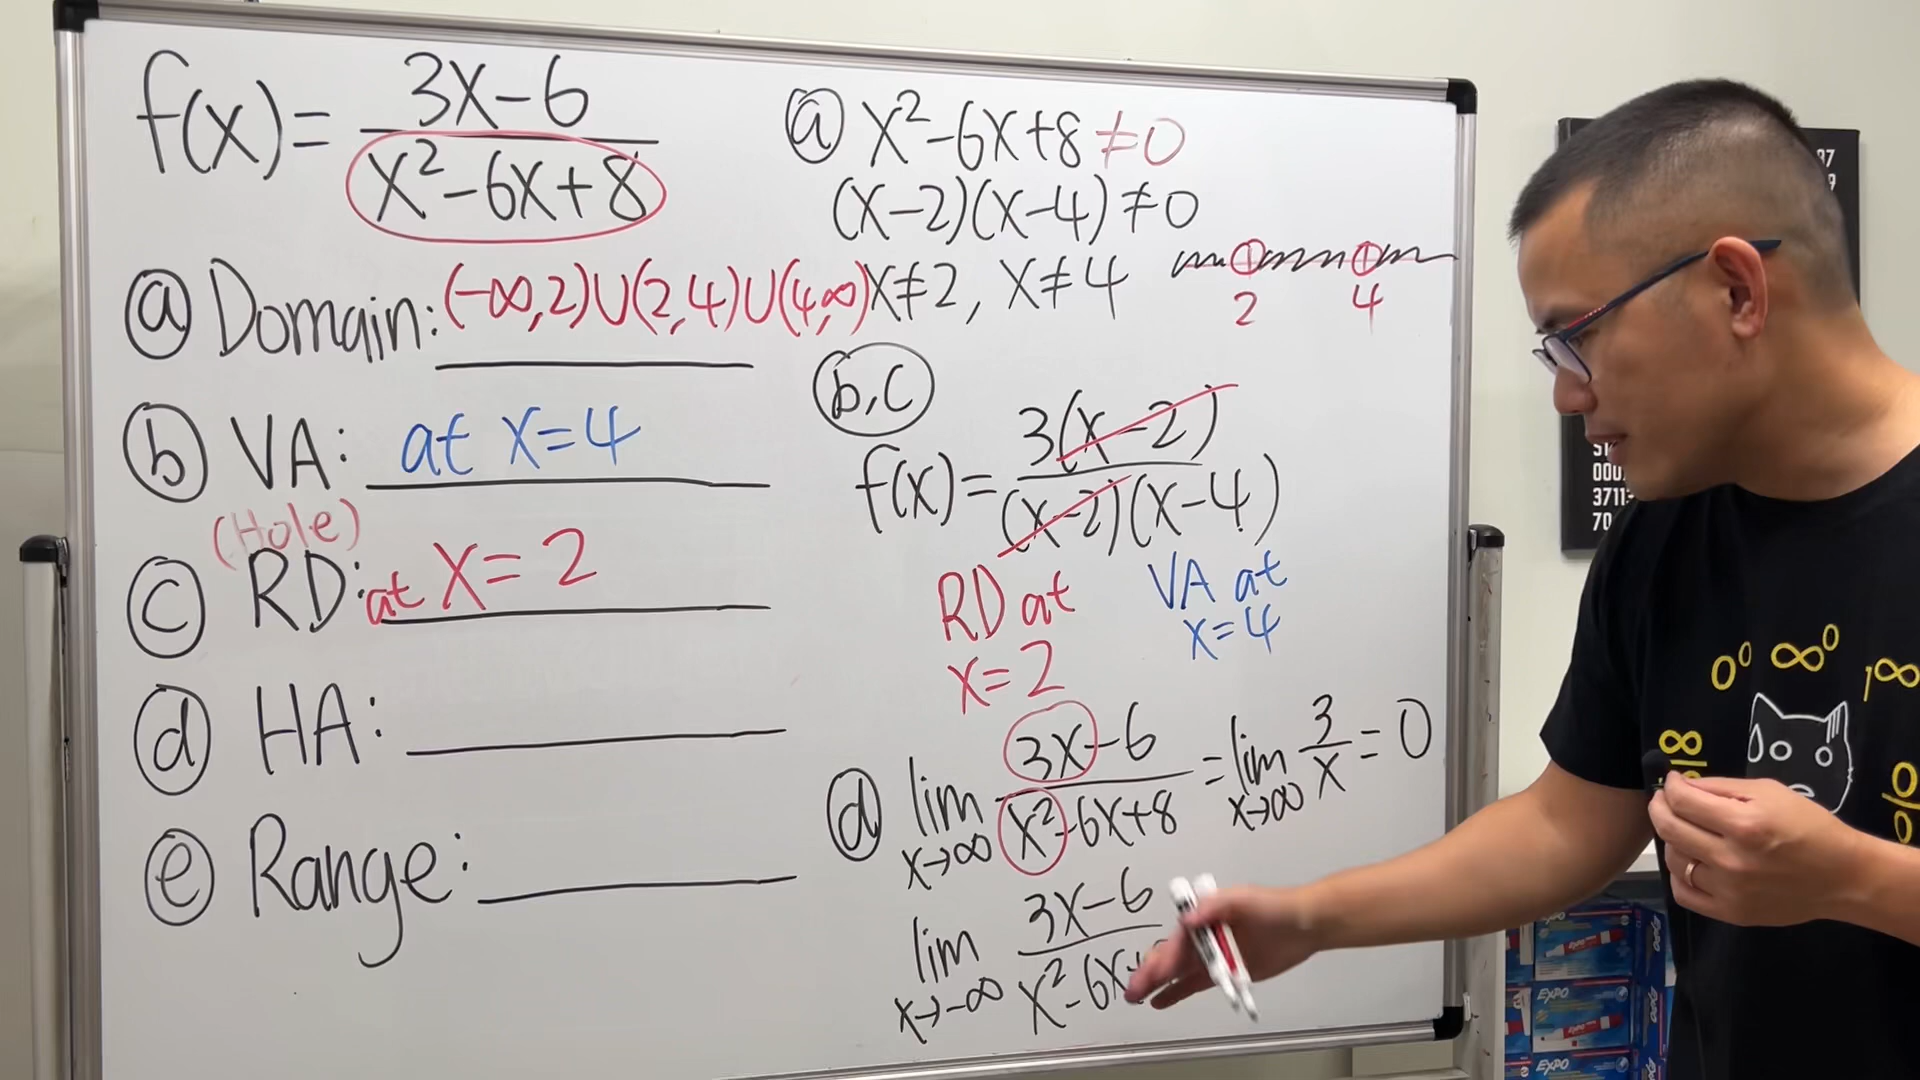 f(x) = (3x-6)/(x²-6x+8)
ⓐ Domain: (-∞,2)∪(2,4)∪(4,∞)
ⓑ VA: at x=4
(Hole)
ⓒ RD: at x=2
ⓓ HA:
ⓔ Range:
ⓐ x²-6x+8≠0
(x-2)(x-4)≠0
x≠2, x≠4
2 4
b,c
f(x) = 3(x-2)/(x-2)(x-4)
RD at
x=2
VA at
x=4
ⓓ lim x→∞ (3x-6)/(x²-6x+8) = lim x→∞ 3/x = 0
lim x→-∞ (3x-6)/(x²-6x+
0⁰ ∞⁰ 1^∞
EXPO
EXPO
EXPO